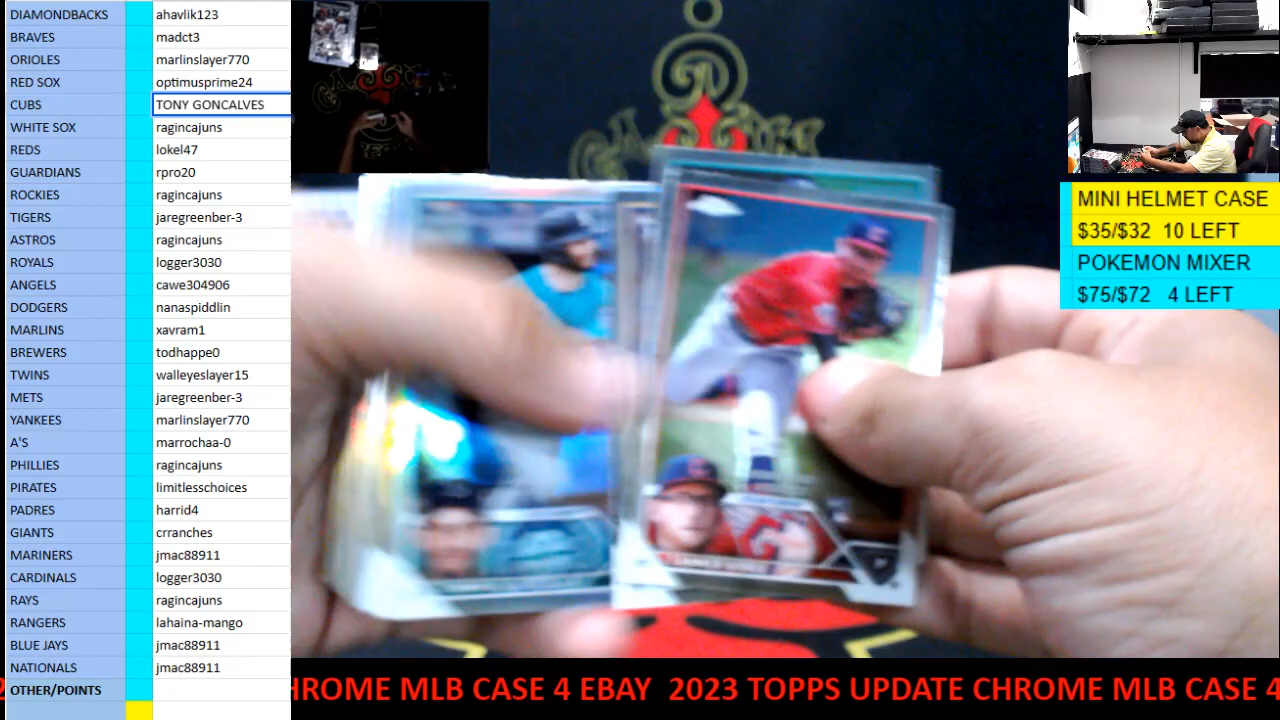 DIAMONDBACKS ahavlik123
BRAVES madct3
ORIOLES marlinslayer770
RED SOX optimusprime24
CUBS TONY GONCALVES
WHITE SOX ragincajuns
REDS lokel47
GUARDIANS rpro20
ROCKIES ragincajuns
TIGERS jaregreenber-3
ASTROS ragincajuns
ROYALS logger3030
ANGELS cawe304906
DODGERS nanaspiddlin
MARLINS xavram1
BREWERS todhappe0
TWINS walleyeslayer15
METS jaregreenber-3
YANKEES marlinslayer770
A'S marrochaa-0
PHILLIES ragincajuns
PIRATES limitlesschoices
PADRES harrid4
GIANTS crranches
MARINERS jmac88911
CARDINALS logger3030
RAYS ragincajuns
RANGERS lahaina-mango
BLUE JAYS jmac88911
NATIONALS jmac88911
OTHER/POINTS
MINI HELMET CASE
$35/$32 10 LEFT
POKEMON MIXER
$75/$72 4 LEFT
HROME MLB CASE 4 EBAY 2023 TOPPS UPDATE CHROME MLB CASE 4